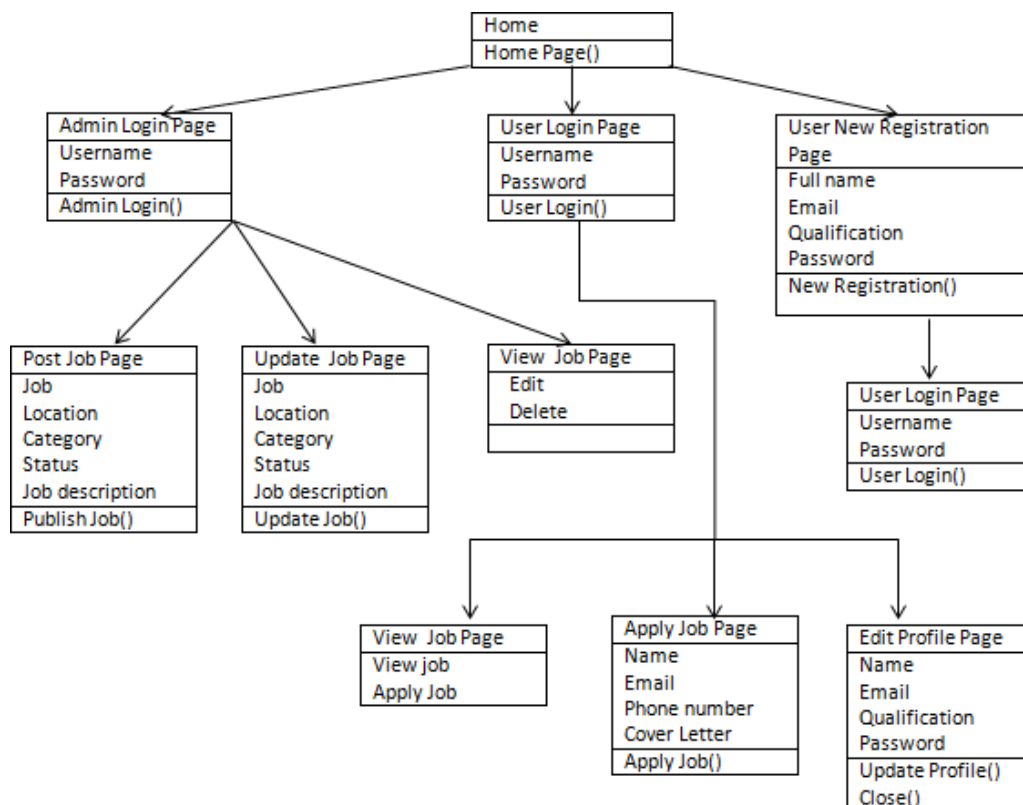 Home
Home Page()
Admin Login Page
Username
Password
Admin Login()
User Login Page
Username
Password
User Login()
User New Registration
Page
Full name
Email
Qualification
Password
New Registration()
Post Job Page
Job
Location
Category
Status
Job description
Publish Job()
Update Job Page
Job
Location
Category
Status
Job description
Update Job()
View Job Page
Edit
Delete
User Login Page
Username
Password
User Login()
View Job Page
View job
Apply Job
Apply Job Page
Name
Email
Phone number
Cover Letter
Apply Job()
Edit Profile Page
Name
Email
Qualification
Password
Update Profile()
Close()